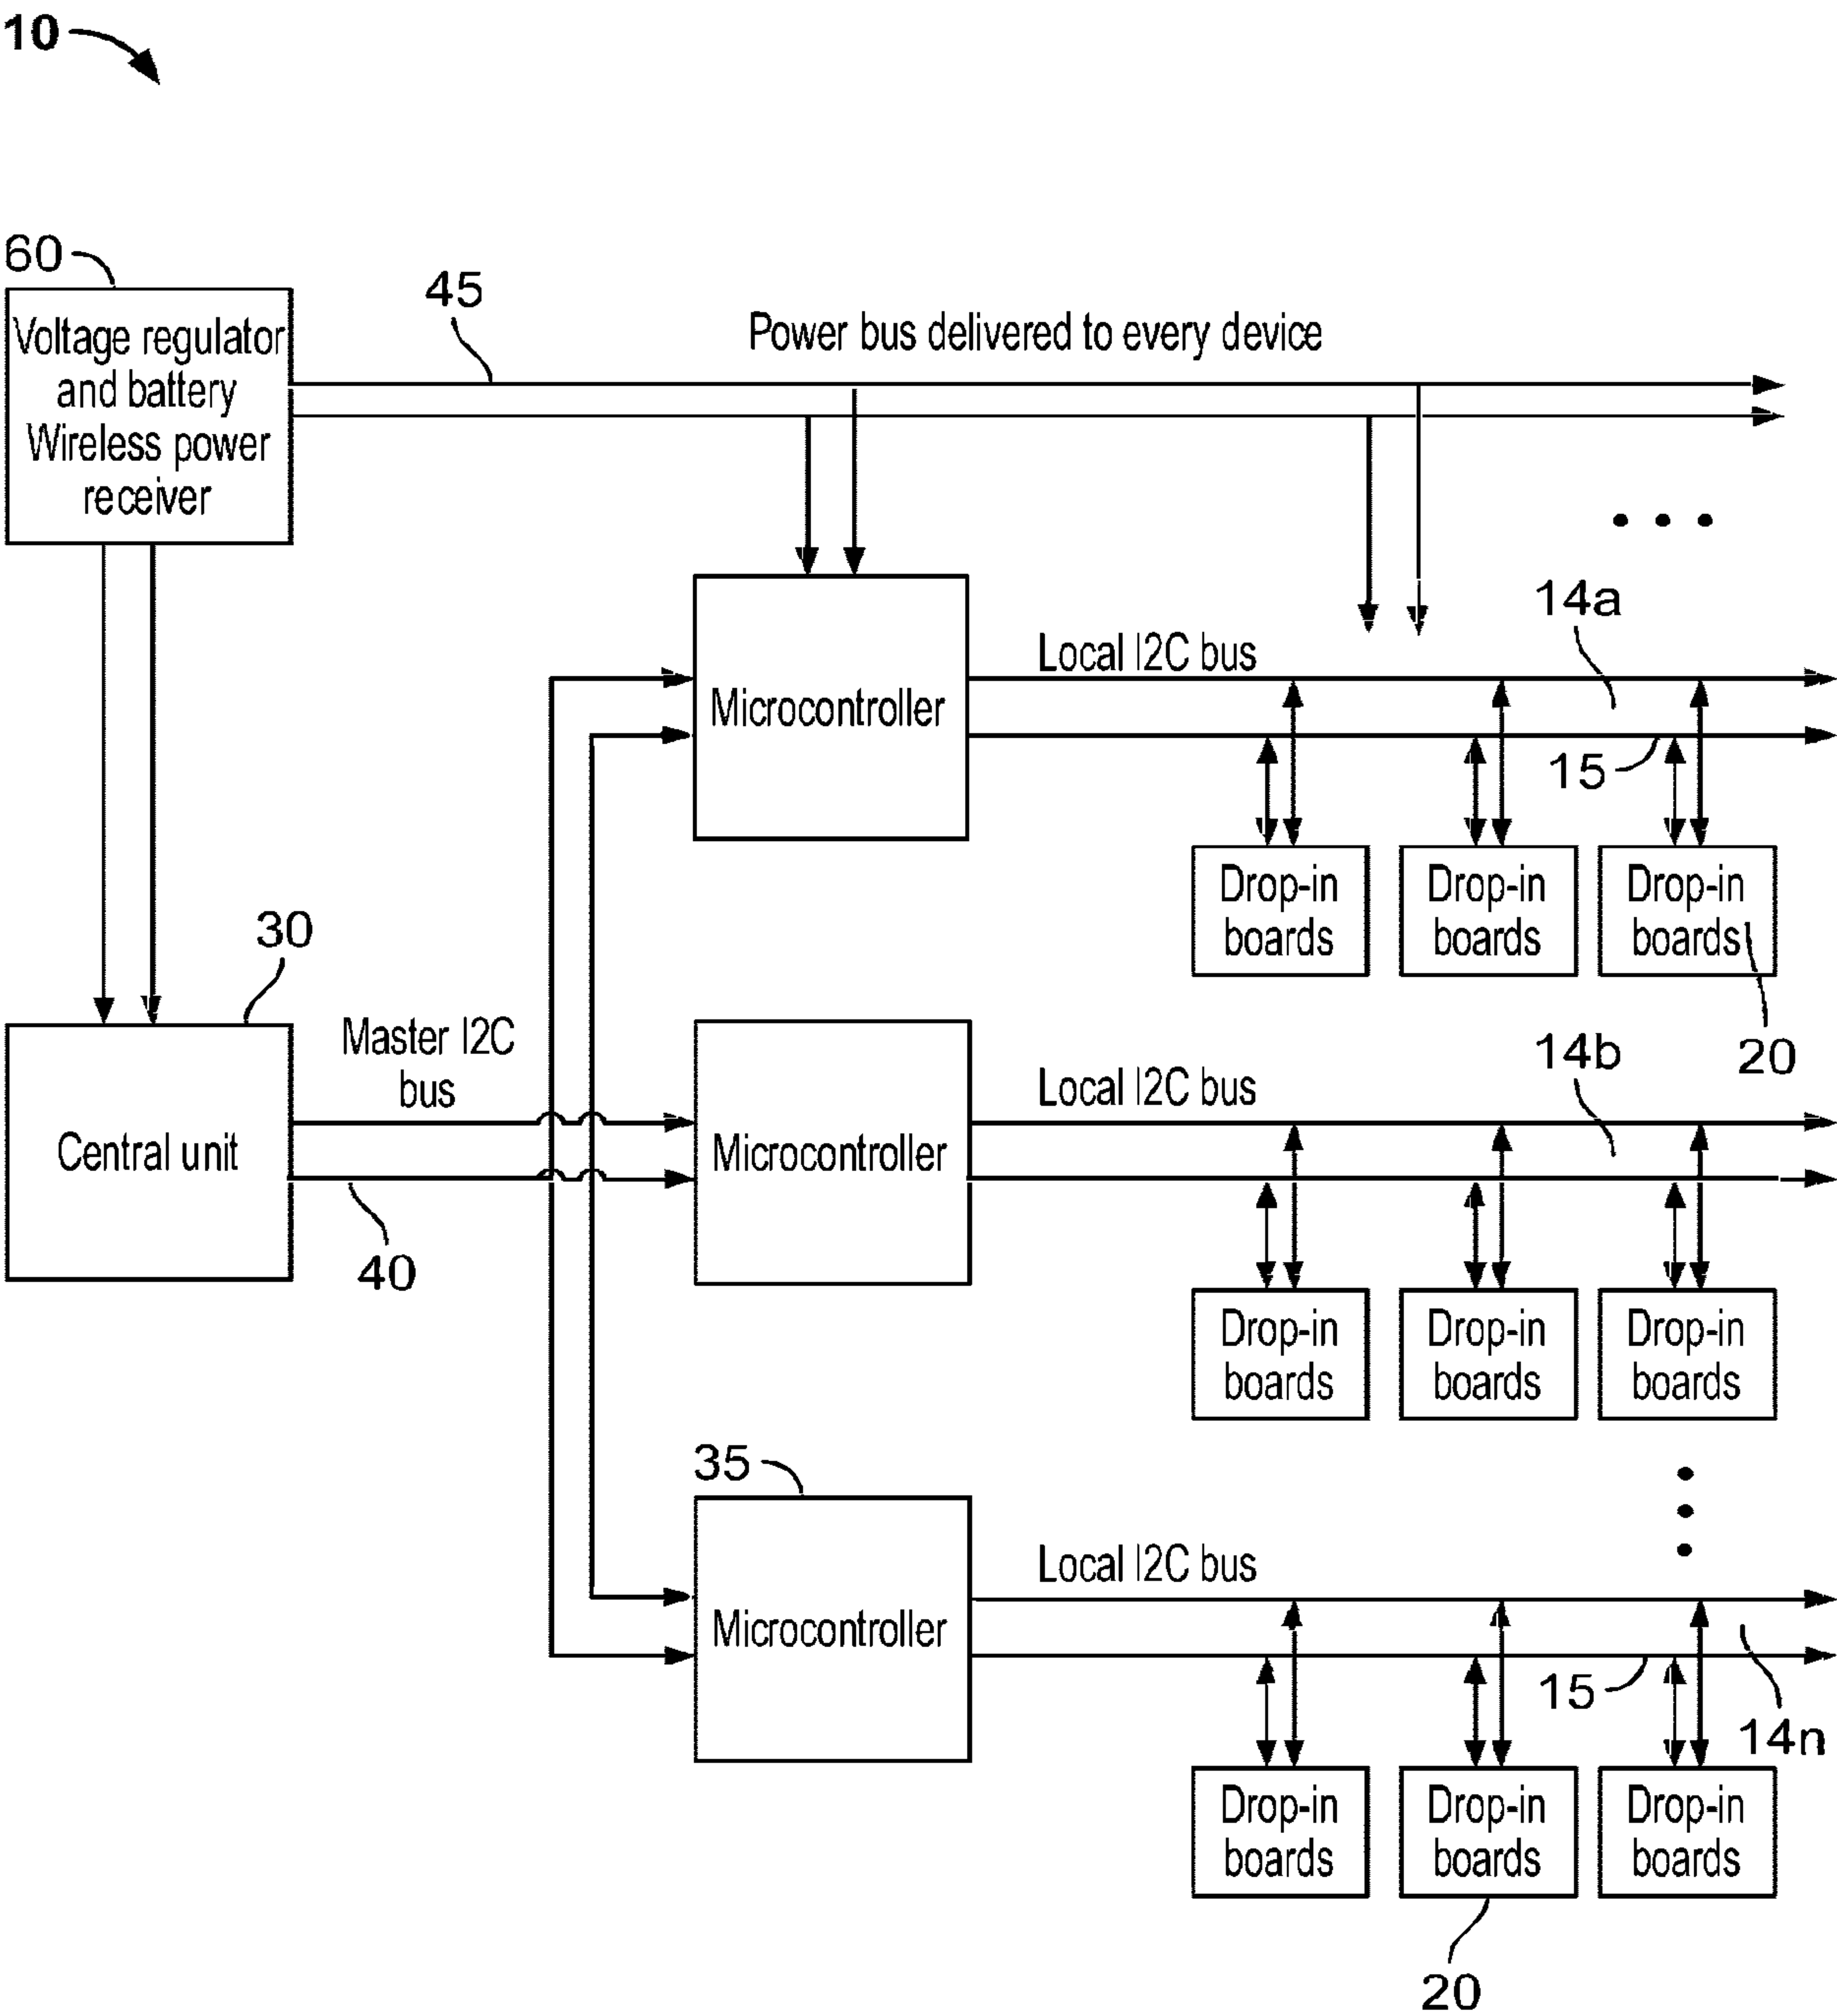 10
60
45
Voltage regulator
and battery
Wireless power
receiver
Power bus delivered to every device
14a
Local I2C bus
Microcontroller
15
Drop-in
boards
Drop-in
boards
Drop-in
boards
20
30
Master I2C
bus
Central unit
40
Local I2C bus
14b
Microcontroller
Drop-in
boards
Drop-in
boards
Drop-in
boards
35
Local I2C bus
Microcontroller
15
14n
Drop-in
boards
Drop-in
boards
Drop-in
boards
20